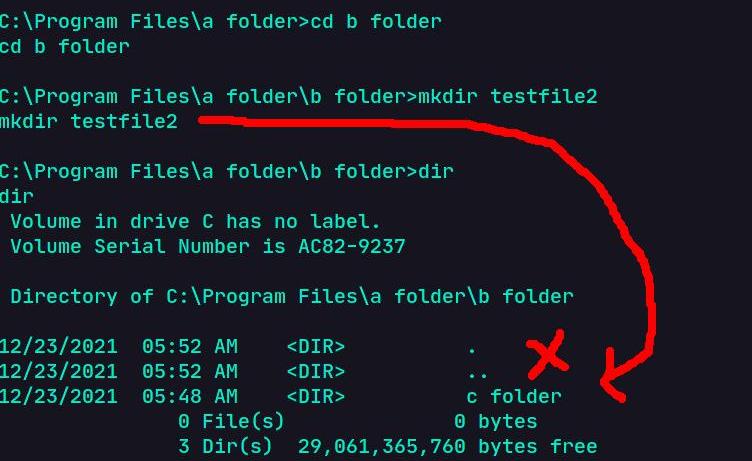 C:\Program Files\a folder>cd b folder
cd b folder
C:\Program Files\a folder\b folder>mkdir testfile2
mkdir testfile2
C:\Program Files\a folder\b folder>dir
dir
Volume in drive C has no label.
Volume Serial Number is AC82-9237
Directory of C:\Program Files\a folder\b folder
12/23/2021 05:52 AM <DIR> .
12/23/2021 05:52 AM <DIR> ..
12/23/2021 05:48 AM <DIR> c folder
0 File(s) 0 bytes
3 Dir(s) 29,061,365,760 bytes free